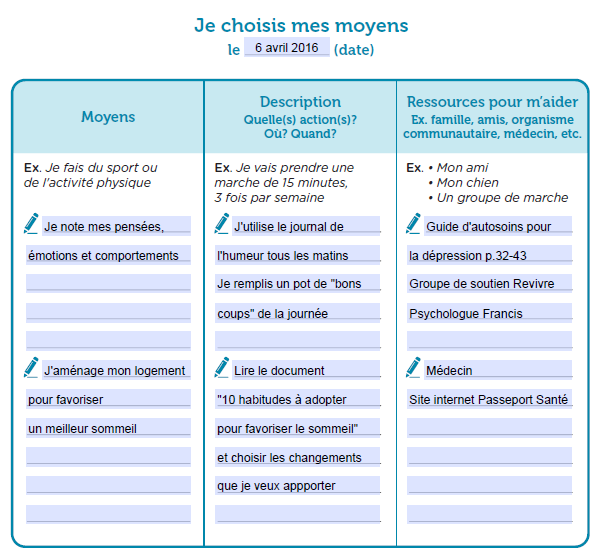 Je choisis mes moyens
le 6 avril 2016 (date)
Moyens
Description
Quelle(s) action(s)?
Où? Quand?
Ressources pour m'aider
Ex. famille, amis, organisme
communautaire, médecin, etc.
Ex. Je fais du sport ou
de l'activité physique
Ex. Je vais prendre une
marche de 15 minutes,
3 fois par semaine
Ex. • Mon ami
• Mon chien
• Un groupe de marche
Je note mes pensées,
émotions et comportements
J'utilise le journal de
l'humeur tous les matins
Je remplis un pot de "bons
coups" de la journée
Guide d'autosoins pour
la dépression p.32-43
Groupe de soutien Revivre
Psychologue Francis
J'aménage mon logement
pour favoriser
un meilleur sommeil
Lire le document
"10 habitudes à adopter
pour favoriser le sommeil"
et choisir les changements
que je veux appporter
Médecin
Site internet Passeport Santé